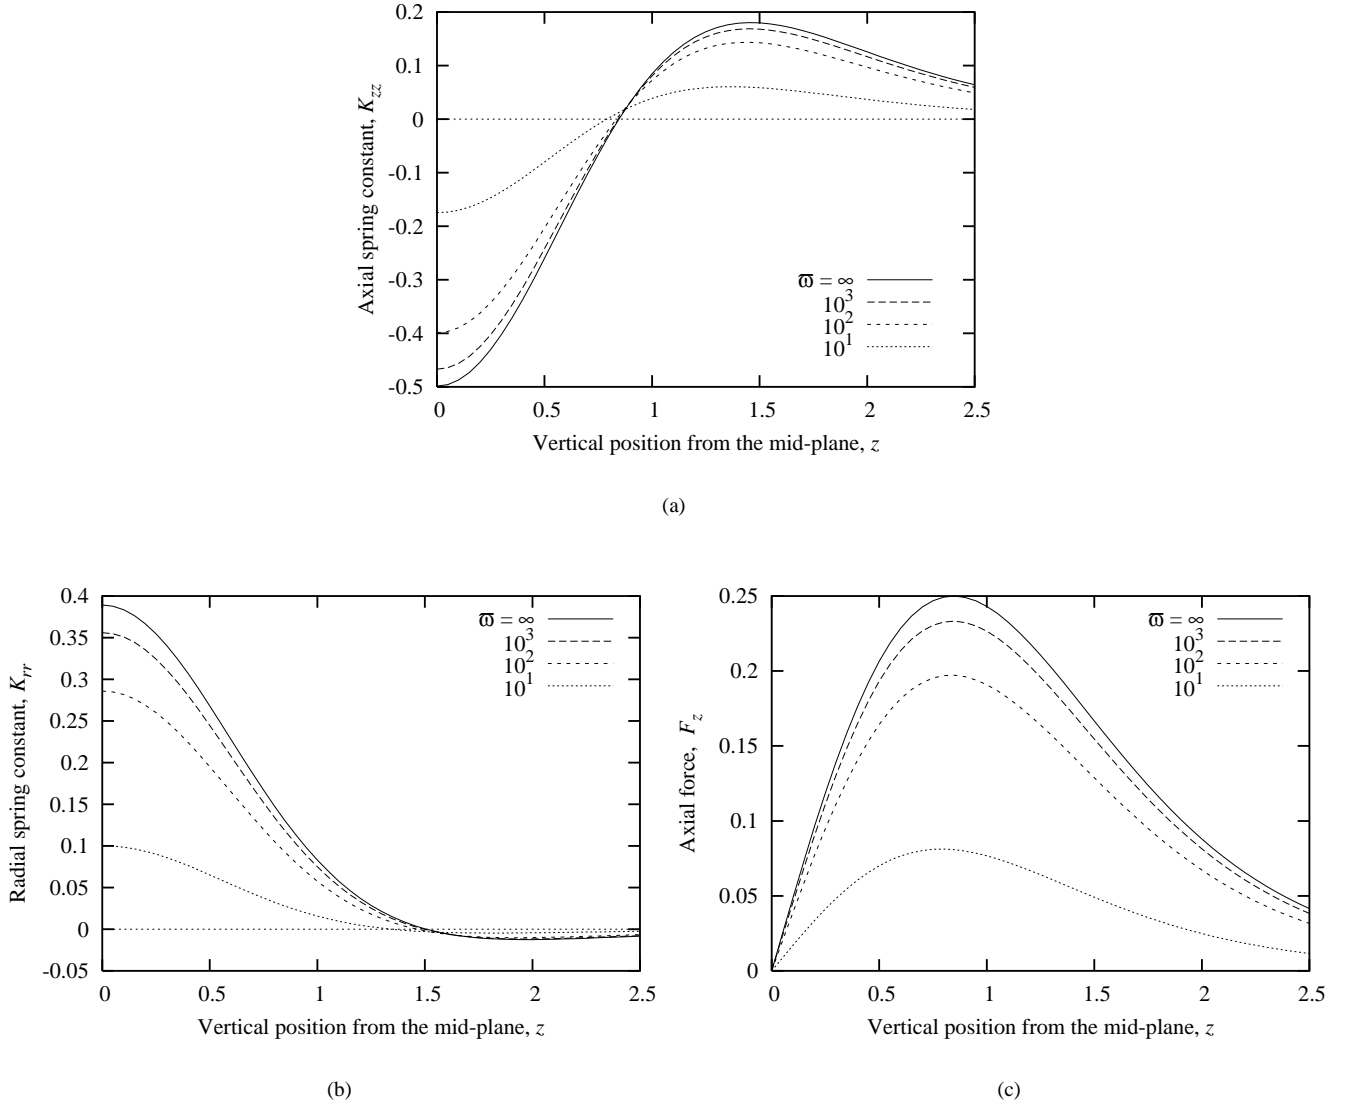 0.2
0.1
0
-0.1
-0.2
-0.3
-0.4
-0.5
Axial spring constant, K_zz
ϖ = ∞
10^3
10^2
10^1
0 0.5 1 1.5 2 2.5
Vertical position from the mid-plane, z
(a)
0.4
0.35
0.3
0.25
0.2
0.15
0.1
0.05
0
-0.05
Radial spring constant, K_rr
ϖ = ∞
10^3
10^2
10^1
0 0.5 1 1.5 2 2.5
Vertical position from the mid-plane, z
(b)
0.25
0.2
0.15
0.1
0.05
0
Axial force, F_z
ϖ = ∞
10^3
10^2
10^1
0 0.5 1 1.5 2 2.5
Vertical position from the mid-plane, z
(c)